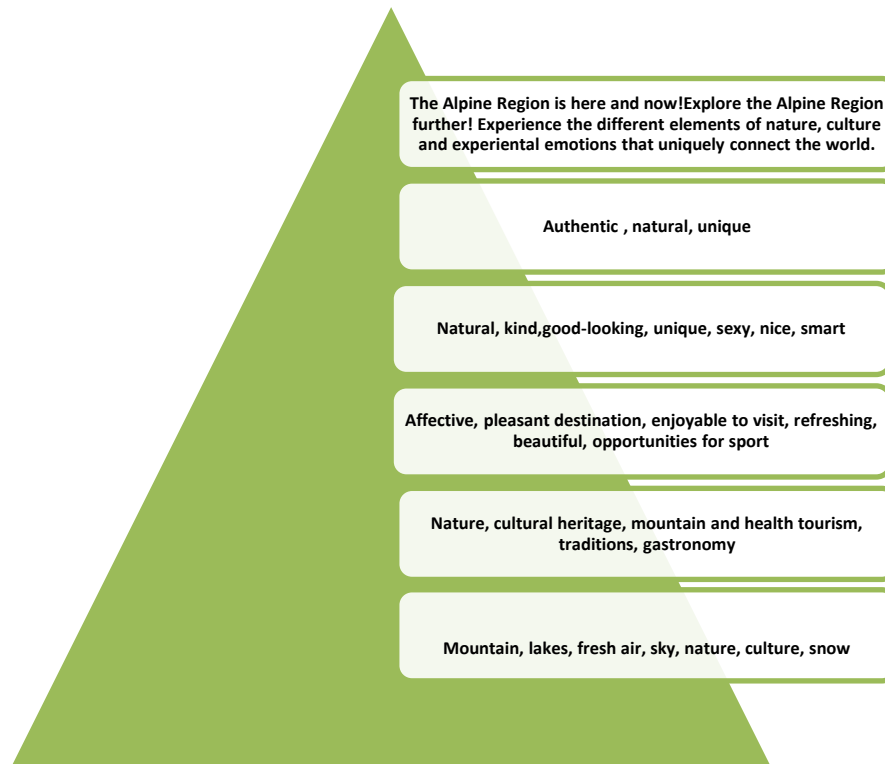 The Alpine Region is here and now!Explore the Alpine Region
further! Experience the different elements of nature, culture
and experiental emotions that uniquely connect the world.
Authentic , natural, unique
Natural, kind,good-looking, unique, sexy, nice, smart
Affective, pleasant destination, enjoyable to visit, refreshing,
beautiful, opportunities for sport
Nature, cultural heritage, mountain and health tourism,
traditions, gastronomy
Mountain, lakes, fresh air, sky, nature, culture, snow